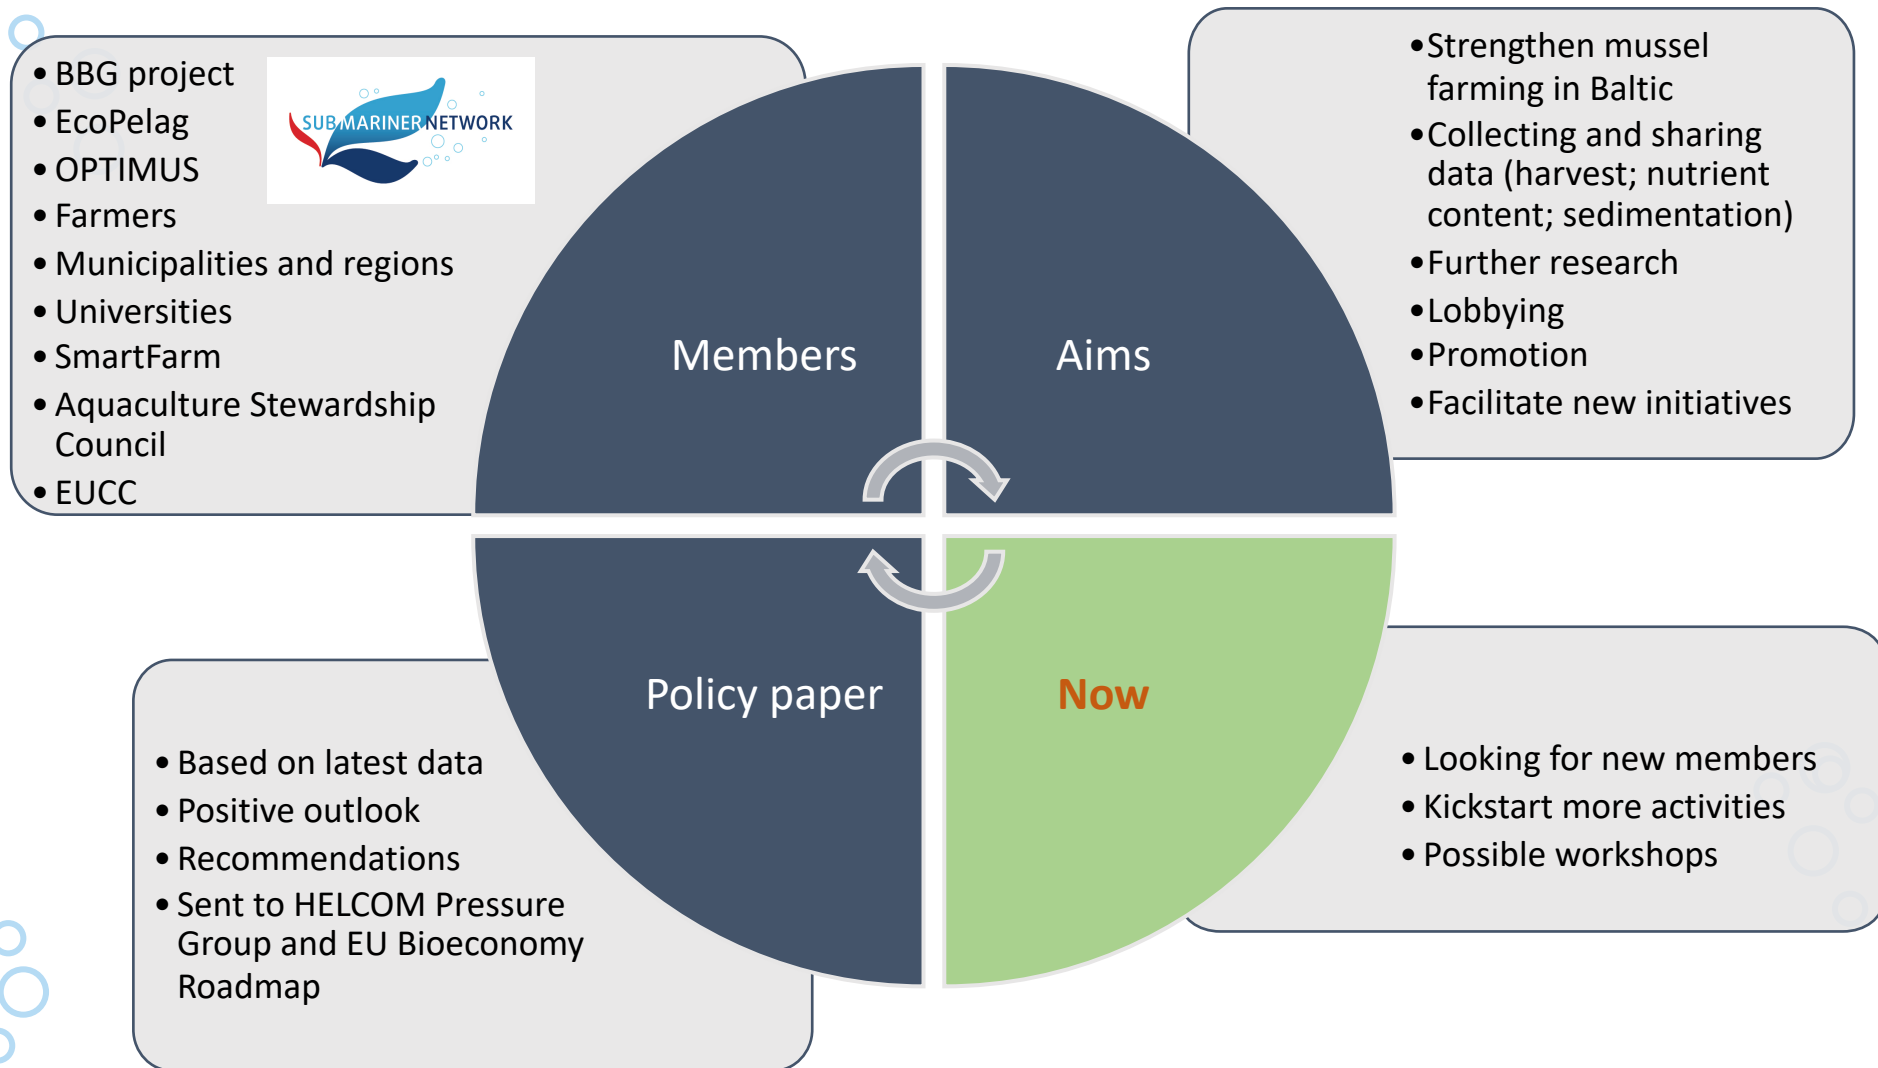 • BBG project
• EcoPelag
• OPTIMUS
• Farmers
• Municipalities and regions
• Universities
• SmartFarm
• Aquaculture Stewardship
Council
• EUCC
SUBMARINER NETWORK
Members
Aims
•Strengthen mussel
farming in Baltic
•Collecting and sharing
data (harvest; nutrient
content; sedimentation)
•Further research
•Lobbying
•Promotion
•Facilitate new initiatives
Policy paper
• Based on latest data
• Positive outlook
• Recommendations
• Sent to HELCOM Pressure
Group and EU Bioeconomy
Roadmap
Now
• Looking for new members
• Kickstart more activities
• Possible workshops